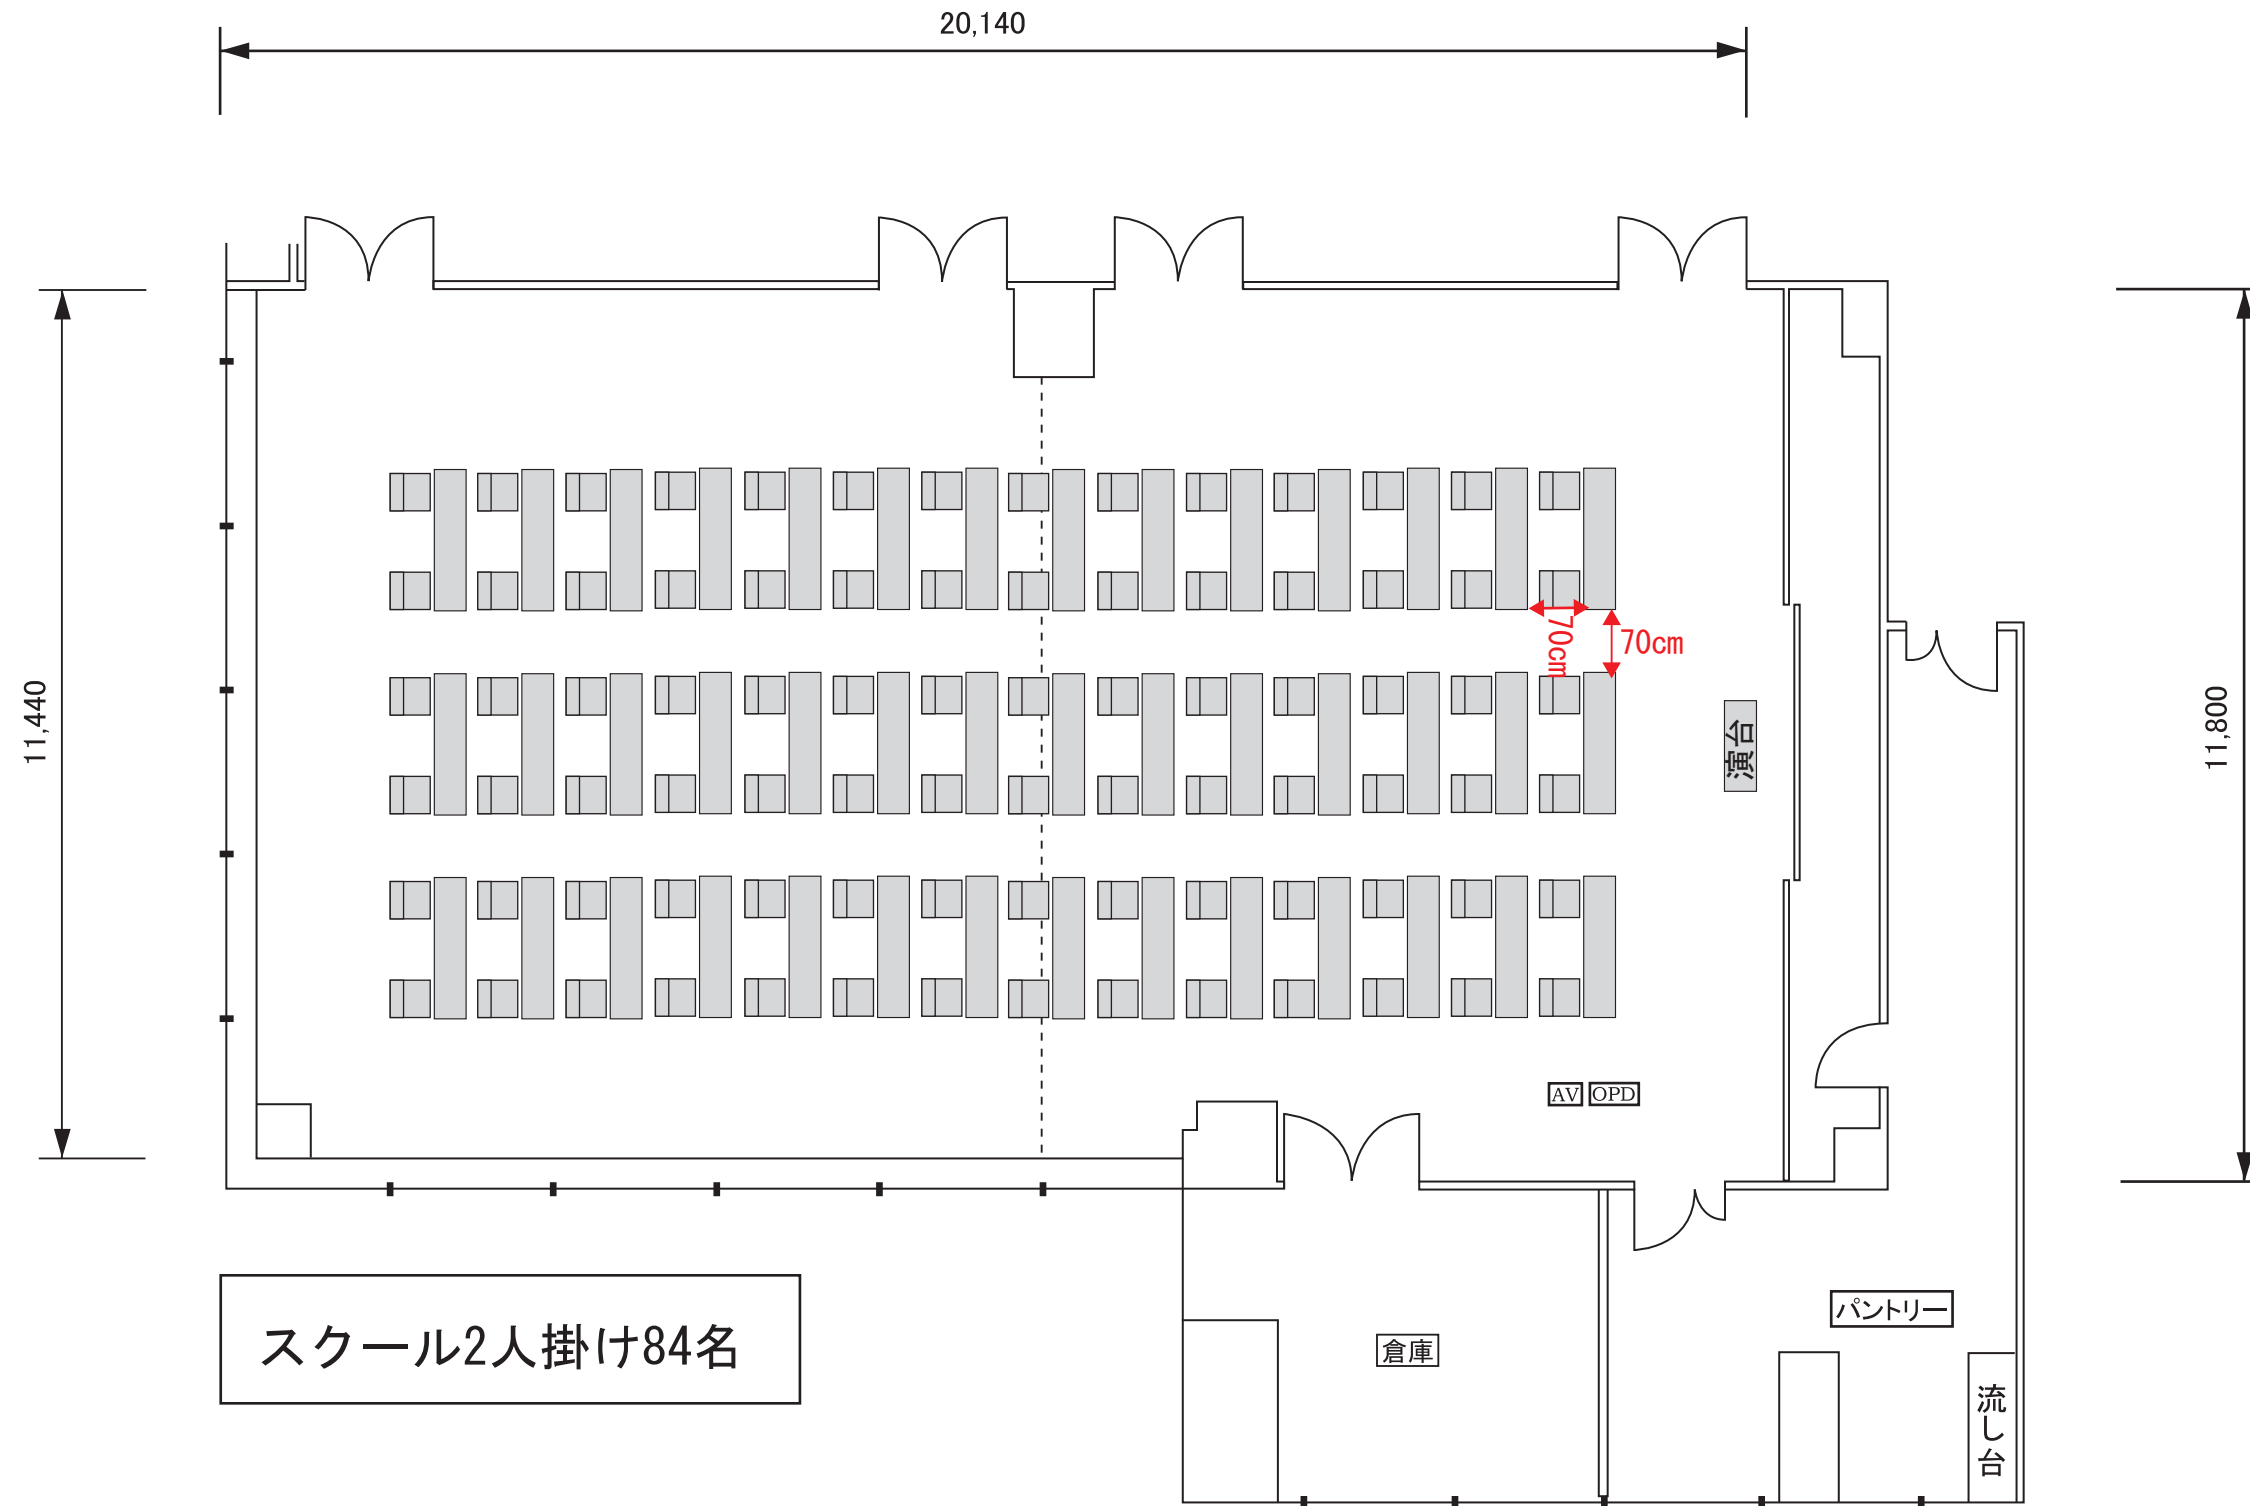 20,140
11,440
70cm
70cm
演台
11,800
AV
OPD
スクール2人掛け84名
倉庫
パントリー
流し台